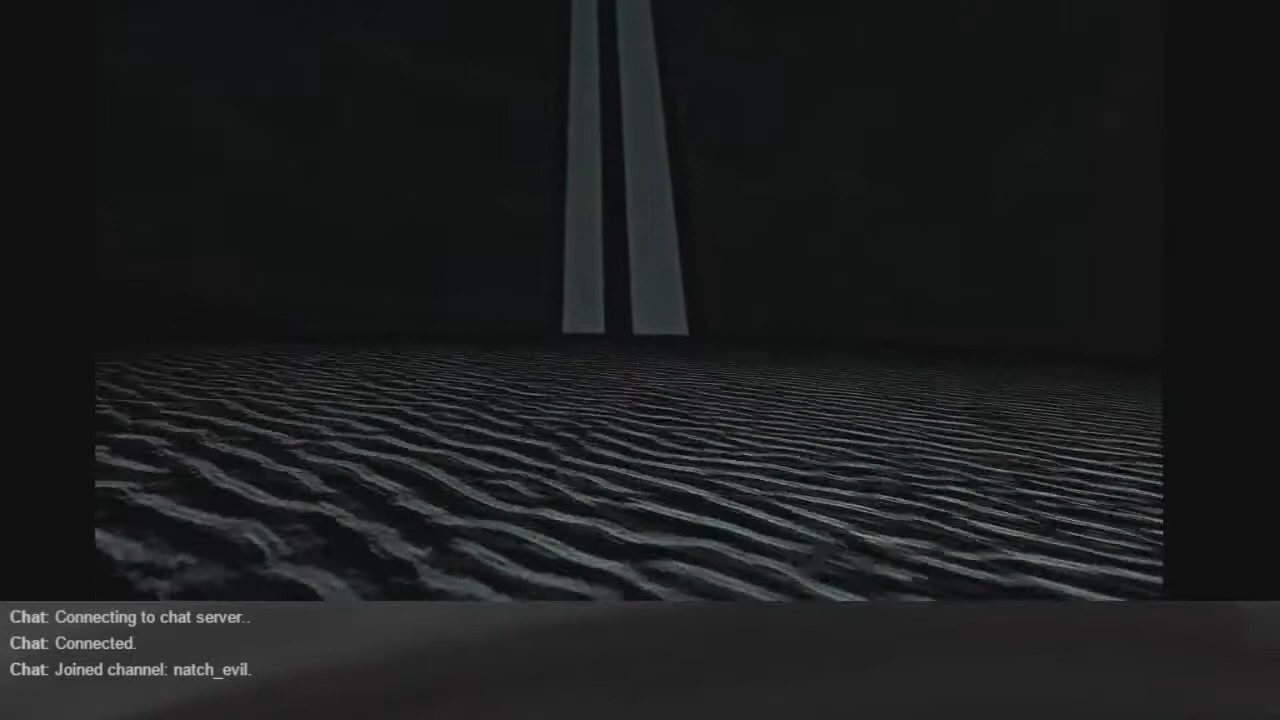 Chat: Connecting to chat server..
Chat: Connected.
Chat: Joined channel: natch_evil.